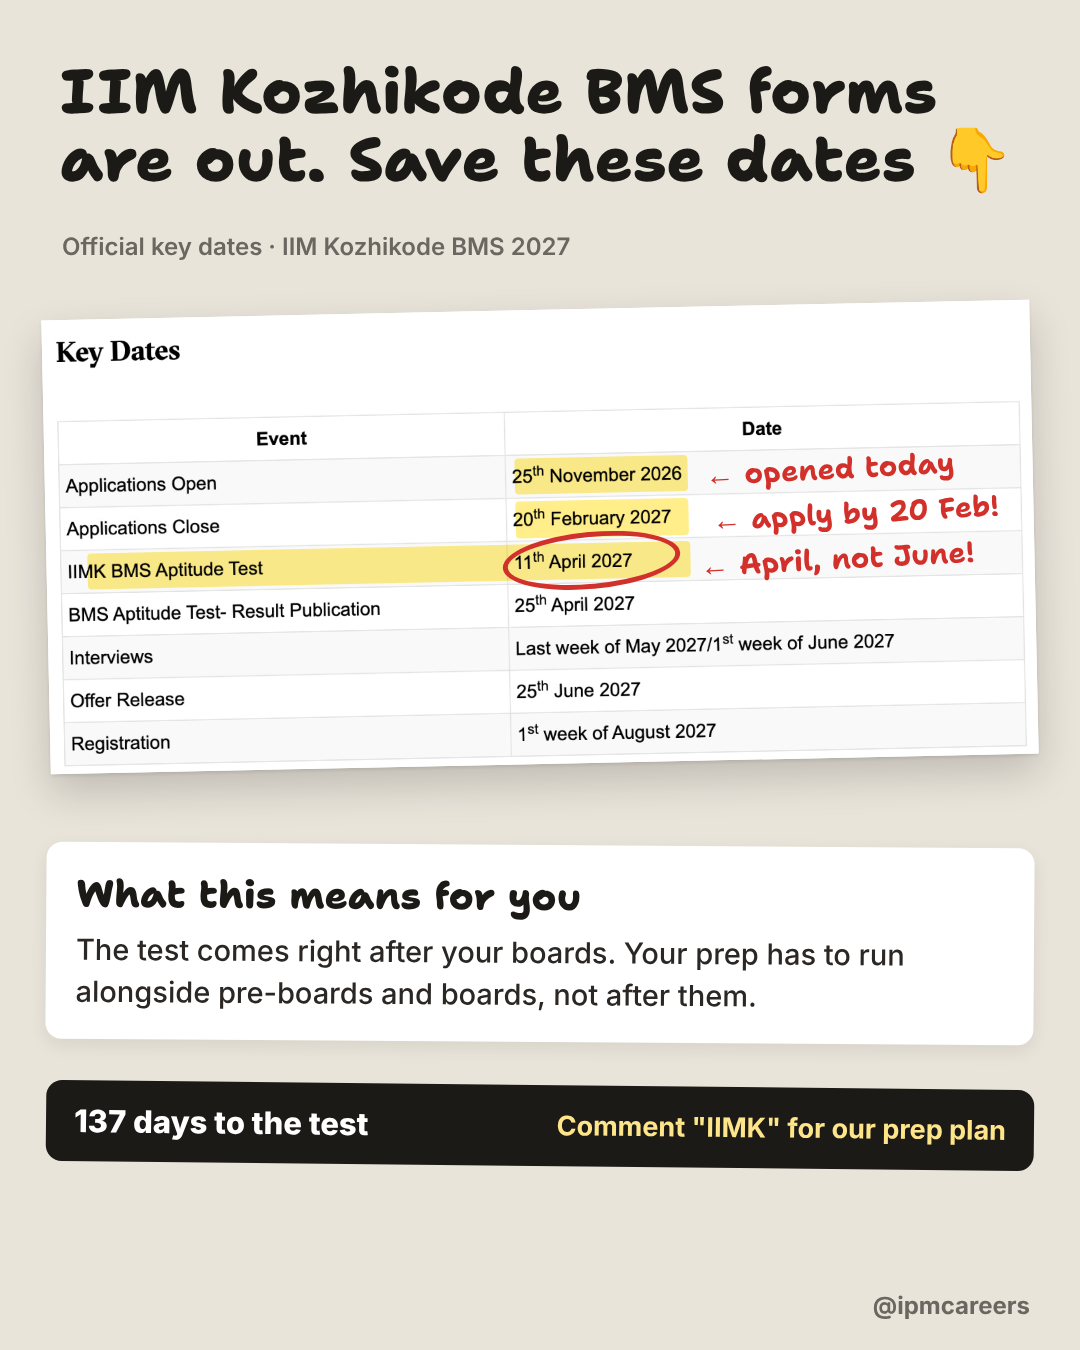 IIM Kozhikode BMS forms
are out. Save these dates 👇
Official key dates · IIM Kozhikode BMS 2027
Key Dates
Event Date
Applications Open 25th November 2026 ← opened today
Applications Close 20th February 2027 ← apply by 20 Feb!
IIMK BMS Aptitude Test 11th April 2027 ← April, not June!
BMS Aptitude Test- Result Publication 25th April 2027
Interviews Last week of May 2027/1st week of June 2027
Offer Release 25th June 2027
Registration 1st week of August 2027
What this means for you
The test comes right after your boards. Your prep has to run
alongside pre-boards and boards, not after them.
137 days to the test Comment "IIMK" for our prep plan
@ipmcareers